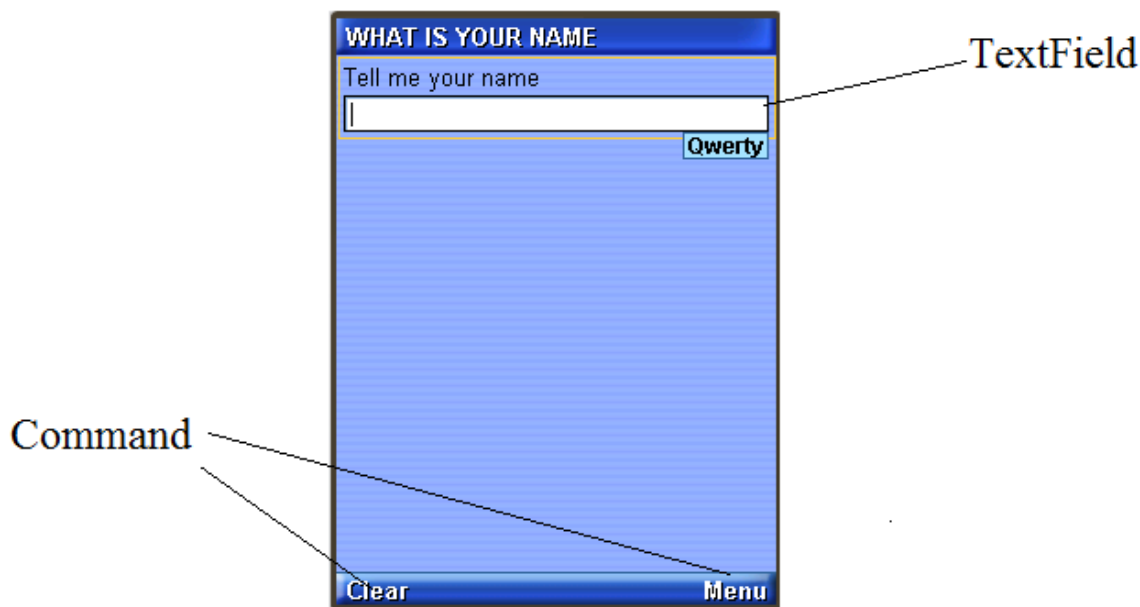 WHAT IS YOUR NAME
TextField
Tell me your name
Qwerty
Command
Clear
Menu